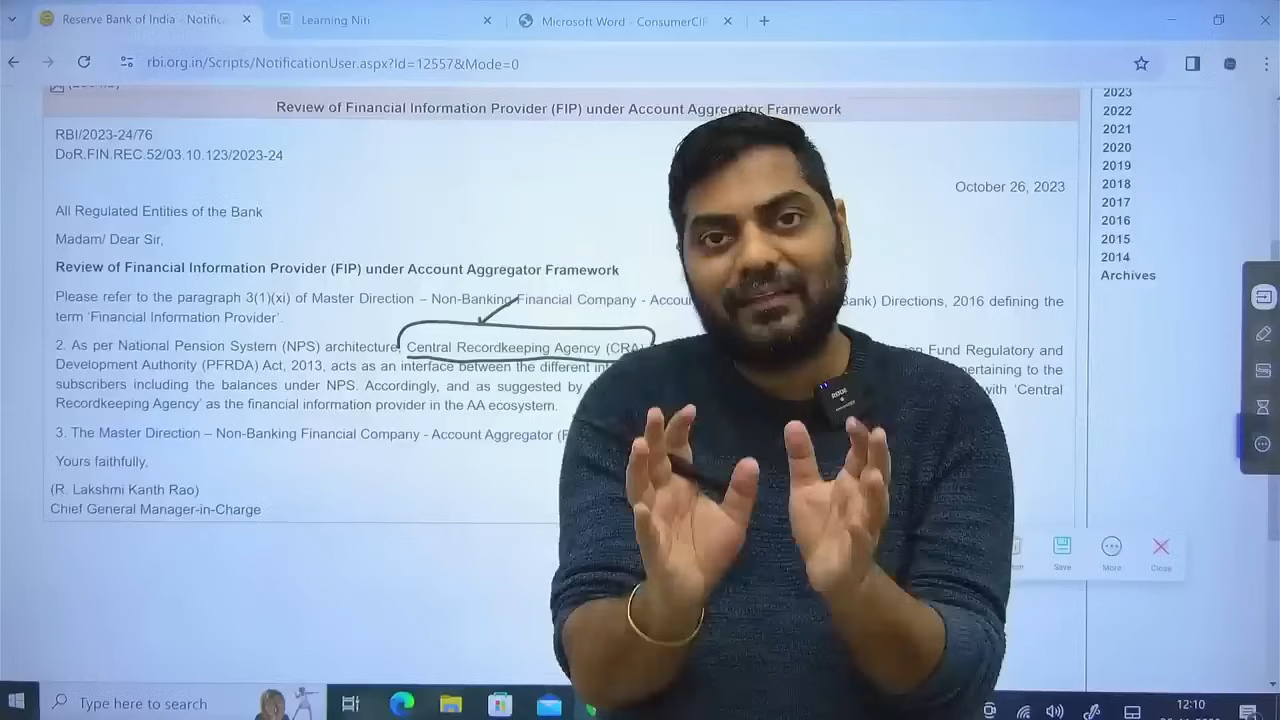 Reserve Bank of India - Notific
Learning Niti
Microsoft Word - ConsumerCIF
rbi.org.in/Scripts/NotificationUser.aspx?Id=12557&Mode=0
Review of Financial Information Provider (FIP) under Account Aggregator Framework
RBI/2023-24/76
DoR.FIN.REC.52/03.10.123/2023-24
October 26, 2023
All Regulated Entities of the Bank
Madam/ Dear Sir,
Review of Financial Information Provider (FIP) under Account Aggregator Framework
Please refer to the paragraph 3(1)(xi) of Master Direction – Non-Banking Financial Company - Accou Bank) Directions, 2016 defining the
term 'Financial Information Provider'.
2. As per National Pension System (NPS) architecture, Central Recordkeeping Agency (CRA) Fund Regulatory and
Development Authority (PFRDA) Act, 2013, acts as an interface between the different pertaining to the
subscribers including the balances under NPS. Accordingly, and as suggested by with 'Central
Recordkeeping Agency' as the financial information provider in the AA ecosystem.
3. The Master Direction – Non-Banking Financial Company - Account Aggregator
Yours faithfully,
(R. Lakshmi Kanth Rao)
Chief General Manager-in-Charge
2023
2022
2021
2020
2019
2018
2017
2016
2015
2014
Archives
RODE
Save
More
Close
Type here to search
12:10